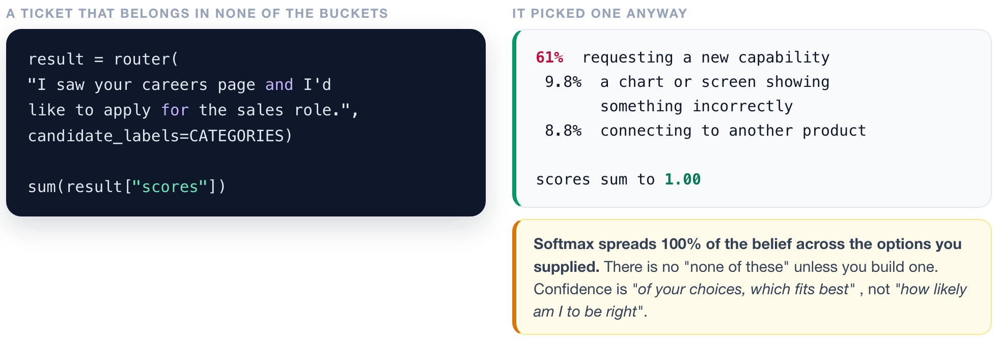 A TICKET THAT BELONGS IN NONE OF THE BUCKETS
result = router(
"I saw your careers page and I'd
like to apply for the sales role.",
candidate_labels=CATEGORIES)
sum(result["scores"])
IT PICKED ONE ANYWAY
61% requesting a new capability
9.8% a chart or screen showing
something incorrectly
8.8% connecting to another product
scores sum to 1.00
Softmax spreads 100% of the belief across the options you
supplied. There is no "none of these" unless you build one.
Confidence is "of your choices, which fits best" , not "how likely
am I to be right".